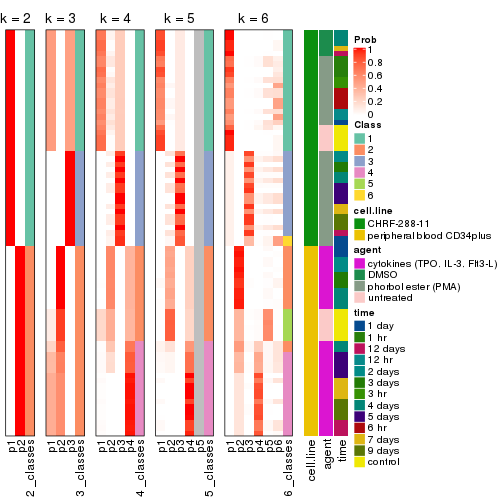 k = 2
k = 3
k = 4
k = 5
k = 6
p1
p2
2_classes
p1
p2
p3
3_classes
p1
p2
p3
p4
4_classes
p1
p2
p3
p4
p5
5_classes
p1
p2
p3
p4
p5
p6
6_classes
cell.line
agent
time
Prob
1
0.8
0.6
0.4
0.2
0
Class
1
2
3
4
5
6
cell.line
CHRF-288-11
peripheral blood CD34plus
agent
cytokines (TPO, IL-3, Flt3-L)
DMSO
phorbol ester (PMA)
untreated
time
1 day
1 hr
12 days
12 hr
2 days
3 days
3 hr
4 days
5 days
6 hr
7 days
9 days
control